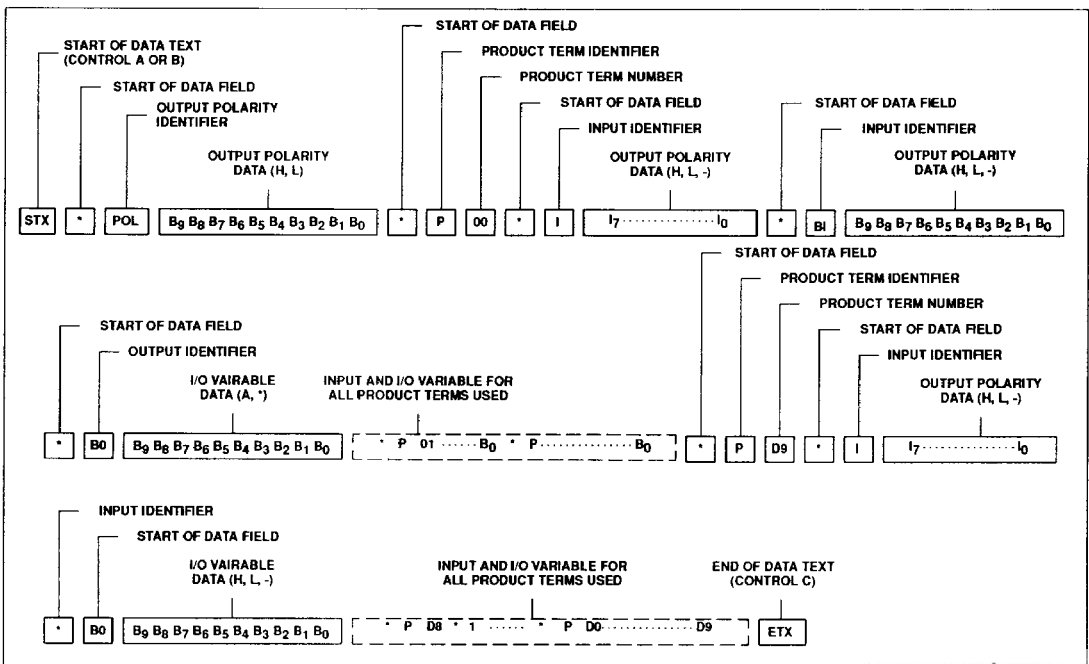 START OF DATA TEXT
(CONTROL A OR B)
START OF DATA FIELD
OUTPUT POLARITY
IDENTIFIER
OUTPUT POLARITY
DATA (H, L)
START OF DATA FIELD
PRODUCT TERM IDENTIFIER
PRODUCT TERM NUMBER
START OF DATA FIELD
INPUT IDENTIFIER
OUTPUT POLARITY
DATA (H, L, -)
START OF DATA FIELD
INPUT IDENTIFIER
OUTPUT POLARITY
DATA (H, L, -)
STX * POL B9 B8 B7 B6 B5 B4 B3 B2 B1 B0 * P 00 * I I7 ················ I0 * BI B9 B8 B7 B6 B5 B4 B3 B2 B1 B0
START OF DATA FIELD
OUTPUT IDENTIFIER
I/O VAIRABLE
DATA (A, *)
INPUT AND I/O VARIABLE FOR
ALL PRODUCT TERMS USED
START OF DATA FIELD
PRODUCT TERM IDENTIFIER
PRODUCT TERM NUMBER
START OF DATA FIELD
INPUT IDENTIFIER
OUTPUT POLARITY
DATA (H, L, -)
* B0 B9 B8 B7 B6 B5 B4 B3 B2 B1 B0 * P 01 ······ B0 * P ················ B0 * P D9 * I I7 ················ I0
INPUT IDENTIFIER
START OF DATA FIELD
I/O VAIRABLE
DATA (H, L, -)
INPUT AND I/O VARIABLE FOR
ALL PRODUCT TERMS USED
END OF DATA TEXT
(CONTROL C)
* B0 B9 B8 B7 B6 B5 B4 B3 B2 B1 B0 * P D8 * 1 ······ * P D0 ················ D9 ETX